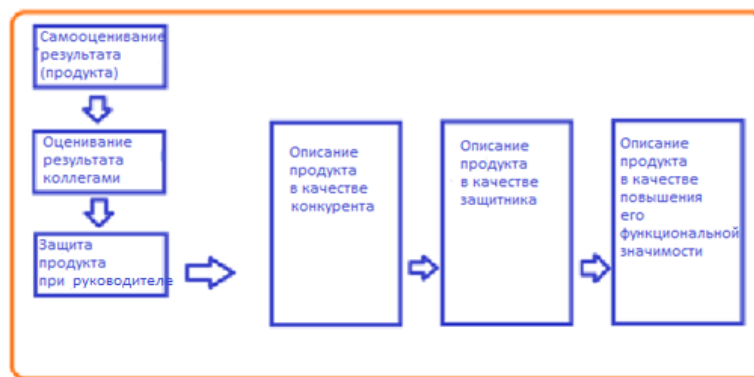 Самооценивание
результата
(продукта)
Оценивание
результата
коллегами
Защита
продукта
при руководителе
Описание
продукта
в качестве
конкурента
Описание
продукта
в качестве
защитника
Описание
продукта
в качестве
повышения
его
функциональной
значимости